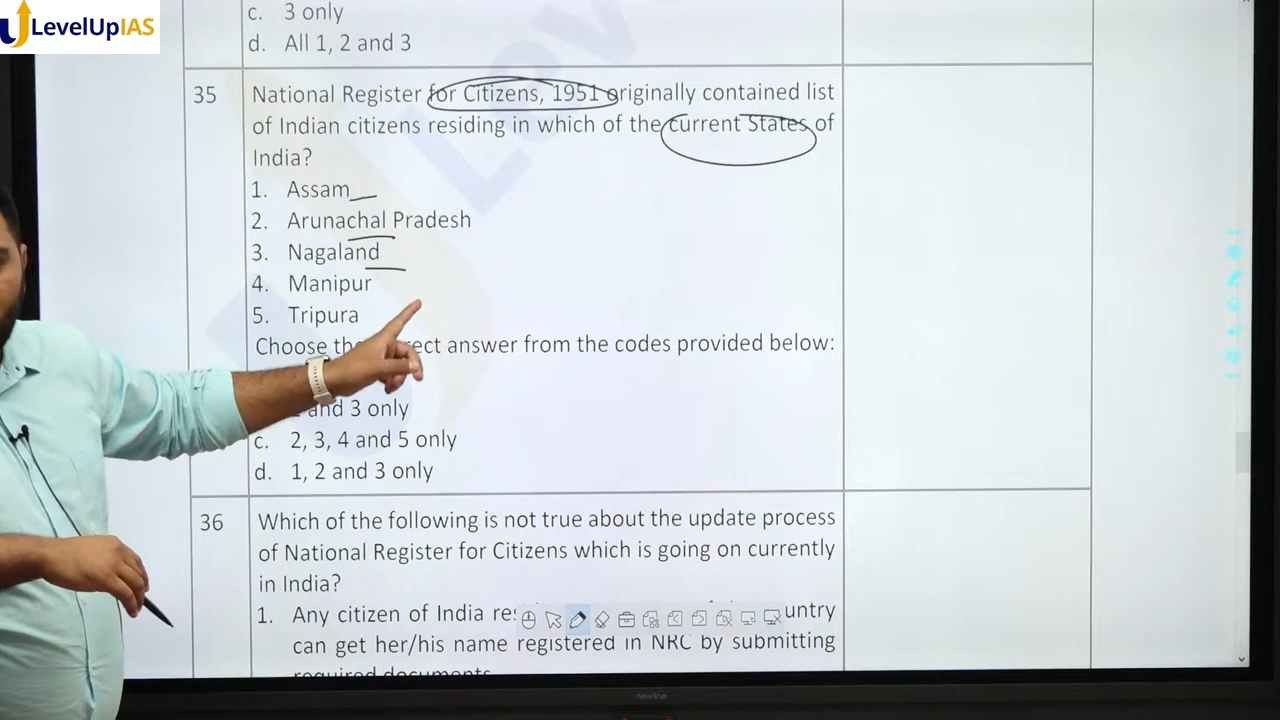 LevelUpIAS
c. 3 only
d. All 1, 2 and 3
35 National Register for Citizens, 1951 originally contained list
of Indian citizens residing in which of the current States of
India?
1. Assam
2. Arunachal Pradesh
3. Nagaland
4. Manipur
5. Tripura
Choose the correct answer from the codes provided below:
and 3 only
c. 2, 3, 4 and 5 only
d. 1, 2 and 3 only
36 Which of the following is not true about the update process
of National Register for Citizens which is going on currently
in India?
1. Any citizen of India
can get her/his name registered in NRC by submitting
required documents
newline